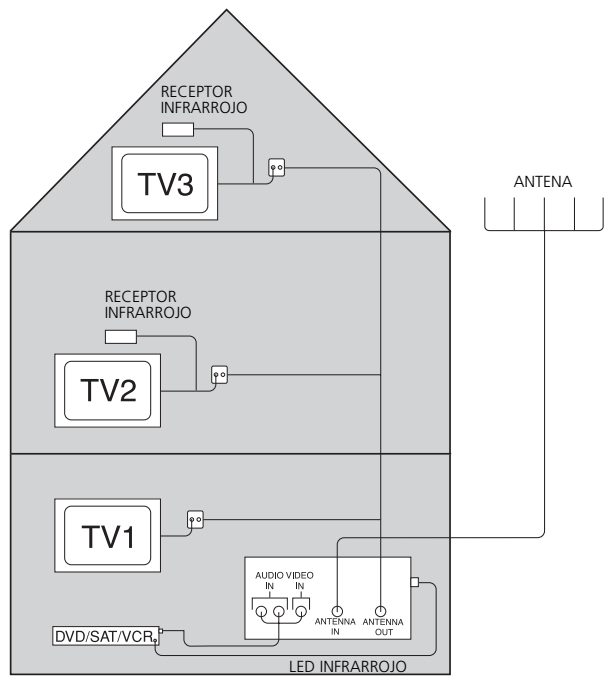 RECEPTOR
INFRARROJO
TV3
ANTENA
RECEPTOR
INFRARROJO
TV2
TV1
AUDIO VIDEO
IN IN
ANTENNA
IN
ANTENNA
OUT
DVD/SAT/VCR
LED INFRARROJO